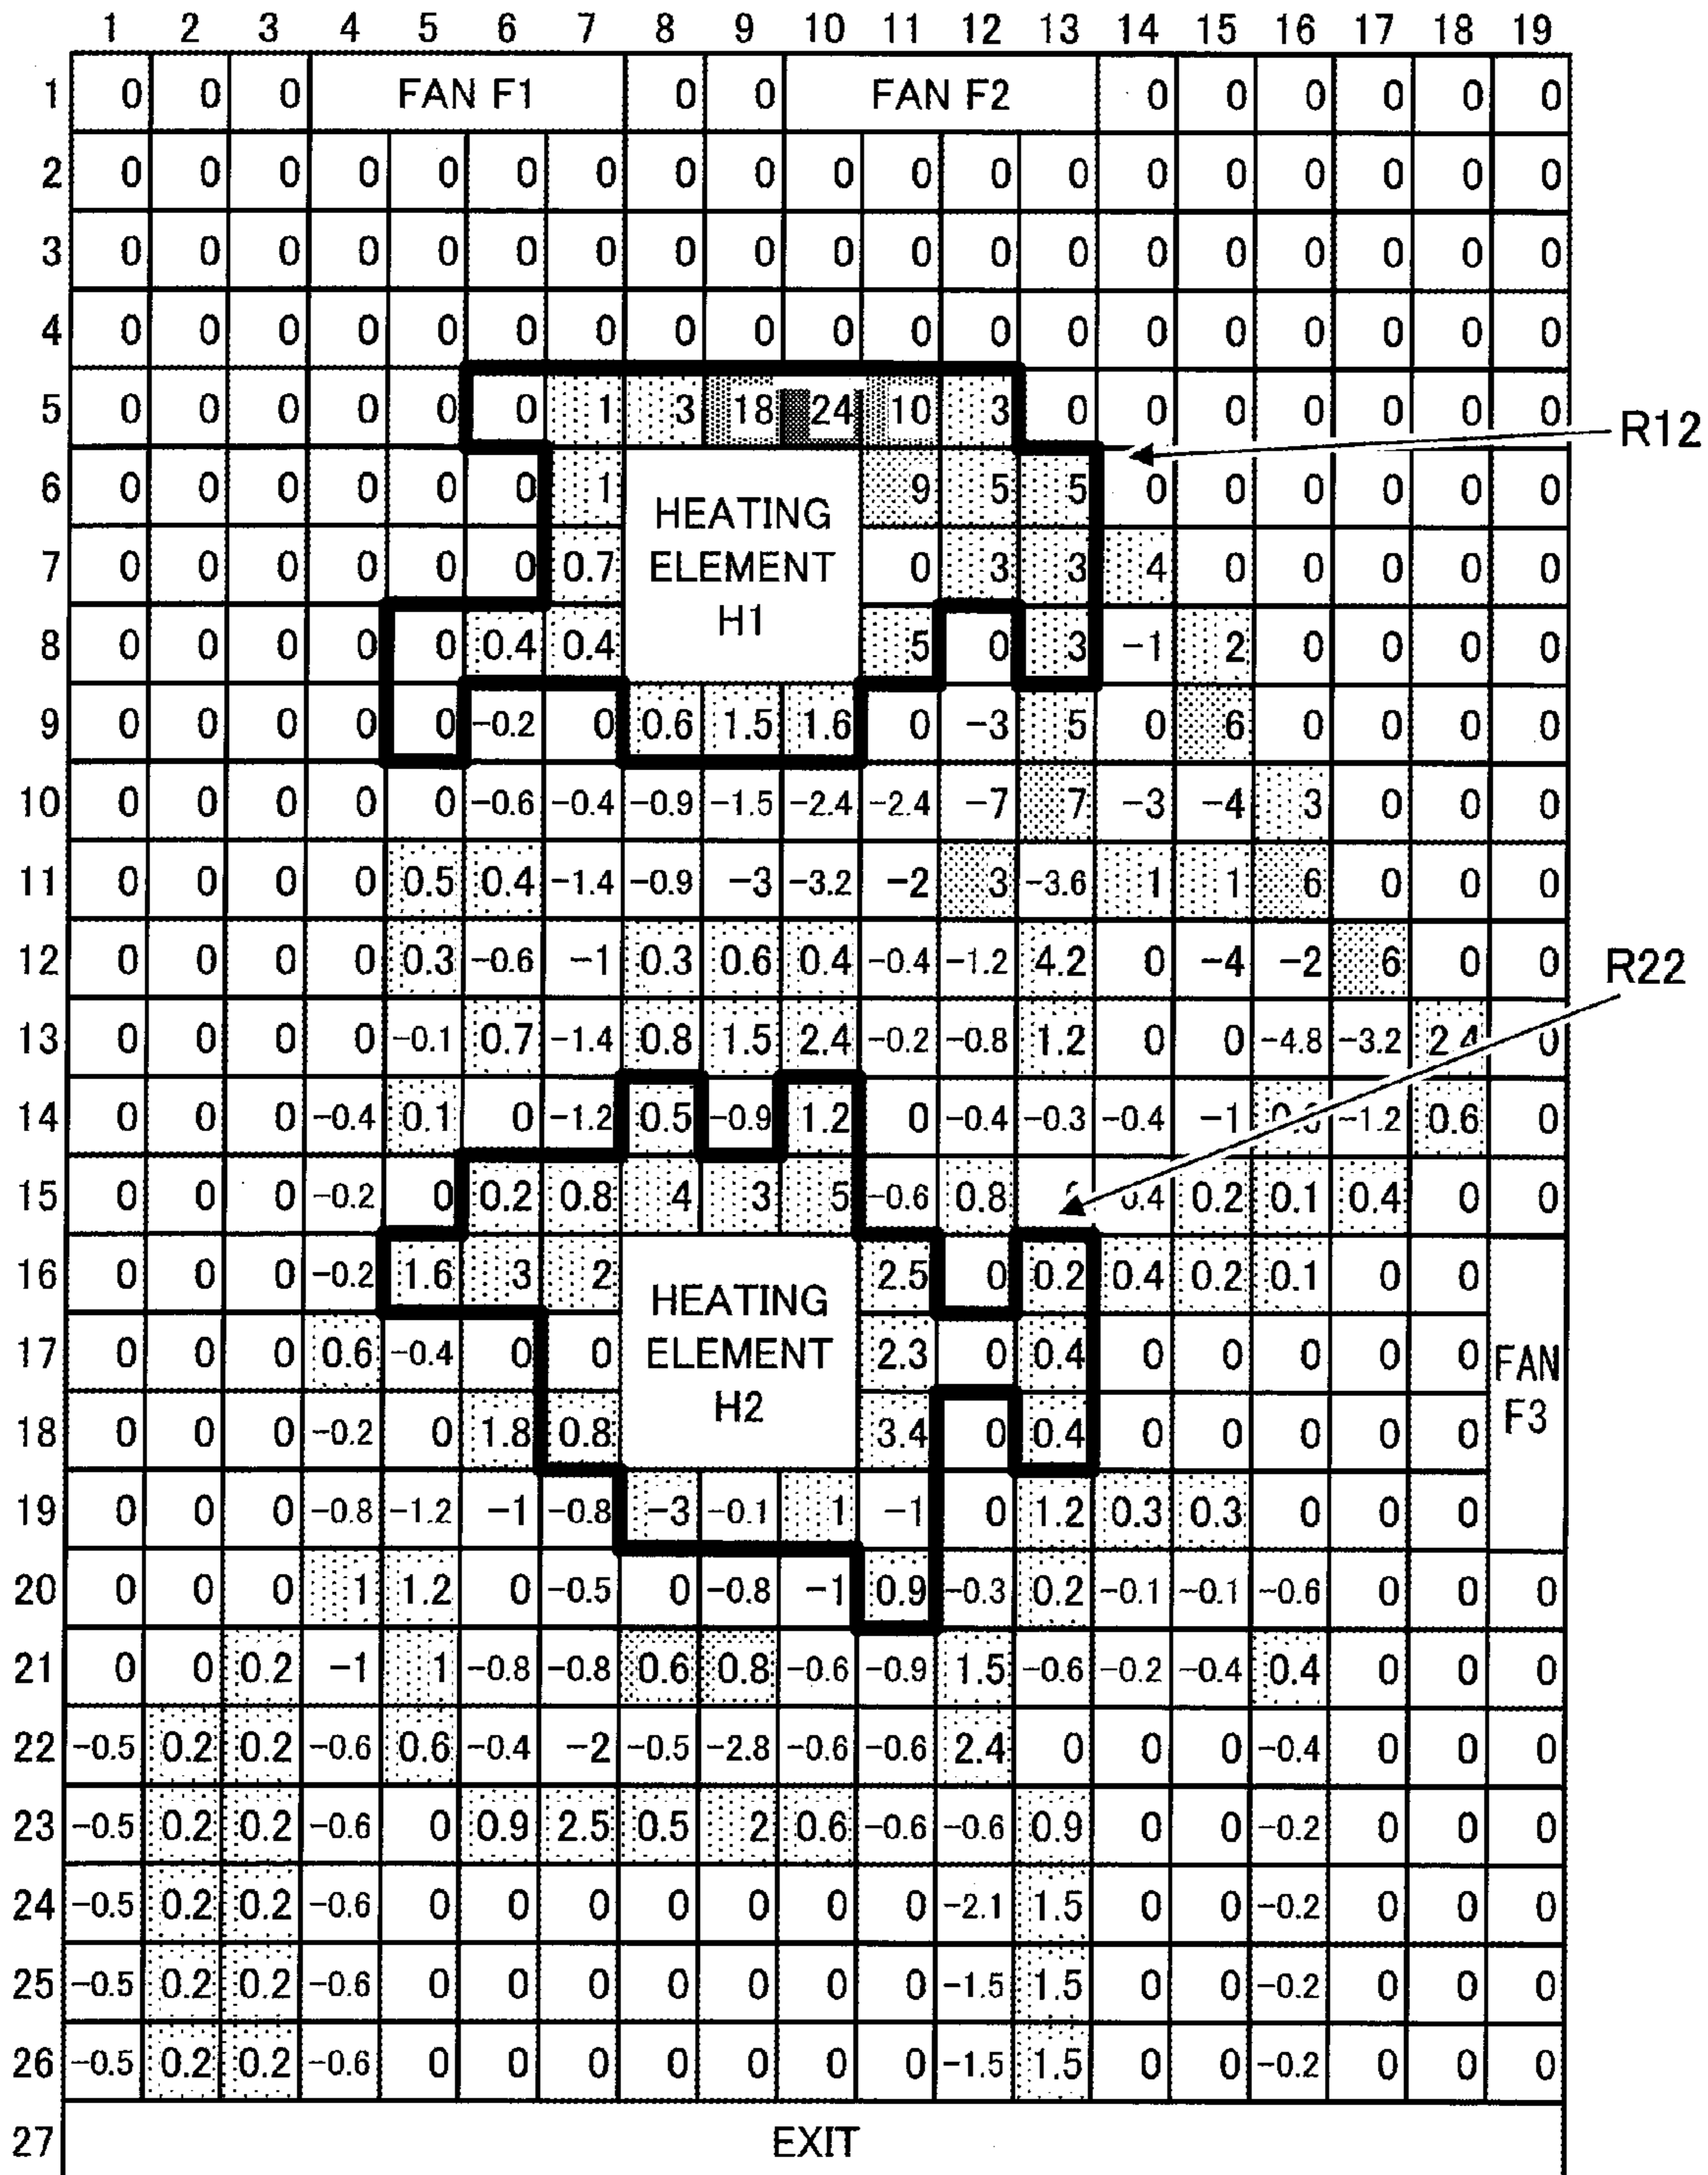 1 2 3 4 5 6 7 8 9 10 11 12 13 14 15 16 17 18 19
1 0 0 0 FAN F1 0 0 FAN F2 0 0 0 0 0 0
2 0 0 0 0 0 0 0 0 0 0 0 0 0 0 0 0 0 0 0
3 0 0 0 0 0 0 0 0 0 0 0 0 0 0 0 0 0 0 0
4 0 0 0 0 0 0 0 0 0 0 0 0 0 0 0 0 0 0 0
5 0 0 0 0 0 0 1 3 18 24 10 3 0 0 0 0 0 0 0
R12
6 0 0 0 0 0 0 1 9 5 5 0 0 0 0 0 0
HEATING
7 0 0 0 0 0 0 0.7 ELEMENT 0 3 3 4 0 0 0 0 0
H1
8 0 0 0 0 0 0.4 0.4 5 0 3 -1 2 0 0 0 0
9 0 0 0 0 0 -0.2 0 0.6 1.5 1.6 0 -3 5 0 6 0 0 0 0
10 0 0 0 0 0 -0.6 -0.4 -0.9 -1.5 -2.4 -2.4 -7 7 -3 -4 3 0 0 0
11 0 0 0 0 0.5 0.4 -1.4 -0.9 -3 -3.2 -2 3 -3.6 1 1 6 0 0 0
12 0 0 0 0 0.3 -0.6 -1 0.3 0.6 0.4 -0.4 -1.2 4.2 0 -4 -2 6 0 0
R22
13 0 0 0 0 -0.1 0.7 -1.4 0.8 1.5 2.4 -0.2 -0.8 1.2 0 0 -4.8 -3.2 2.4 0
14 0 0 0 -0.4 0.1 0 -1.2 0.5 -0.9 1.2 0 -0.4 -0.3 -0.4 -1 -1.2 0.6 0
15 0 0 0 -0.2 0 0.2 0.8 4 3 5 -0.6 0.8 0.4 0.2 0.1 0.4 0 0
16 0 0 0 -0.2 1.6 3 2 2.5 0 0.2 0.4 0.2 0.1 0 0
HEATING
17 0 0 0 0.6 -0.4 0 0 ELEMENT 2.3 0 0.4 0 0 0 0 0 FAN
H2 F3
18 0 0 0 -0.2 0 1.8 0.8 3.4 0 0.4 0 0 0 0 0
19 0 0 0 -0.8 -1.2 -1 -0.8 -3 -0.1 1 -1 0 1.2 0.3 0.3 0 0 0
20 0 0 0 1 1.2 0 -0.5 0 -0.8 -1 0.9 -0.3 0.2 -0.1 -0.1 -0.6 0 0 0
21 0 0 0.2 -1 1 -0.8 -0.8 0.6 0.8 -0.6 -0.9 1.5 -0.6 -0.2 -0.4 0.4 0 0 0
22 -0.5 0.2 0.2 -0.6 0.6 -0.4 -2 -0.5 -2.8 -0.6 -0.6 2.4 0 0 0 -0.4 0 0 0
23 -0.5 0.2 0.2 -0.6 0 0.9 2.5 0.5 2 0.6 -0.6 -0.6 0.9 0 0 -0.2 0 0 0
24 -0.5 0.2 0.2 -0.6 0 0 0 0 0 0 0 -2.1 1.5 0 0 -0.2 0 0 0
25 -0.5 0.2 0.2 -0.6 0 0 0 0 0 0 0 -1.5 1.5 0 0 -0.2 0 0 0
26 -0.5 0.2 0.2 -0.6 0 0 0 0 0 0 0 -1.5 1.5 0 0 -0.2 0 0 0
27 EXIT